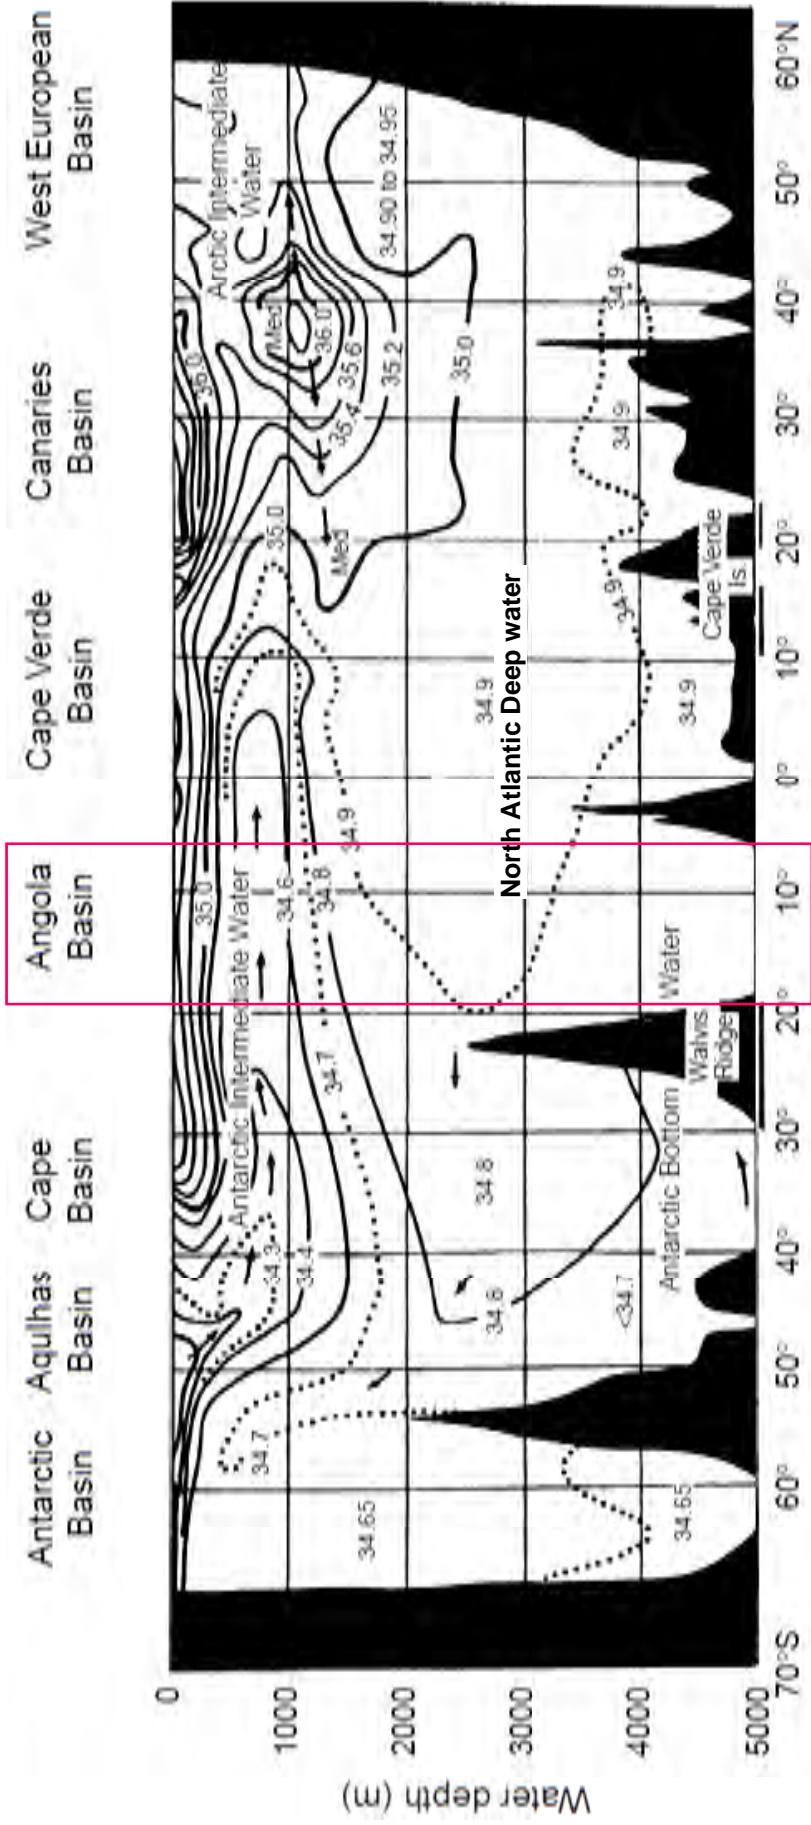 Antarctic Basin
Aqulhas Basin
Cape Basin
Angola Basin
Cape Verde Basin
Canaries Basin
West European Basin
Water depth (m)
0
1000
2000
3000
4000
5000
70°S
60°
50°
40°
30°
20°
10°
0°
10°
20°
30°
40°
50°
60°N
Arctic Intermediate
Water
Antarctic Intermediate Water
North Atlantic Deep water
Antarctic Bottom Water
Walvis
Ridge
Cape Verde
Is.
Med
Med
36.0
36.0
35.6
35.4
35.2
35.0
35.0
35.0
34.90 to 34.95
34.9
34.9
34.9
34.9
34.9
34.9
34.8
34.8
34.6
34.7
34.3
34.4
34.8
<34.7
34.7
34.65
34.65